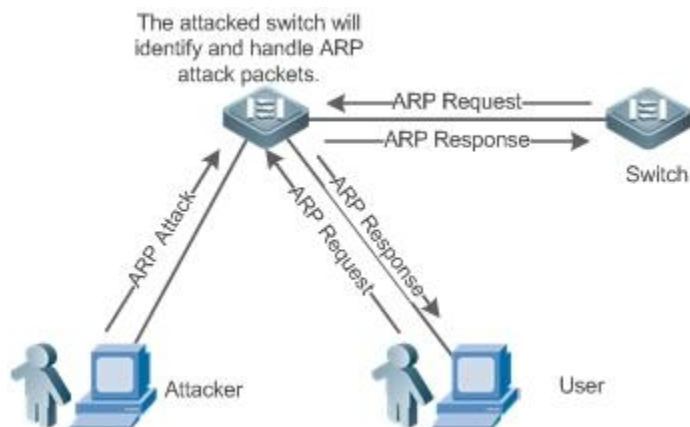 The attacked switch will
identify and handle ARP
attack packets.
ARP Request
ARP Response
Switch
ARP Attack
ARP Request
ARP Response
Attacker
User